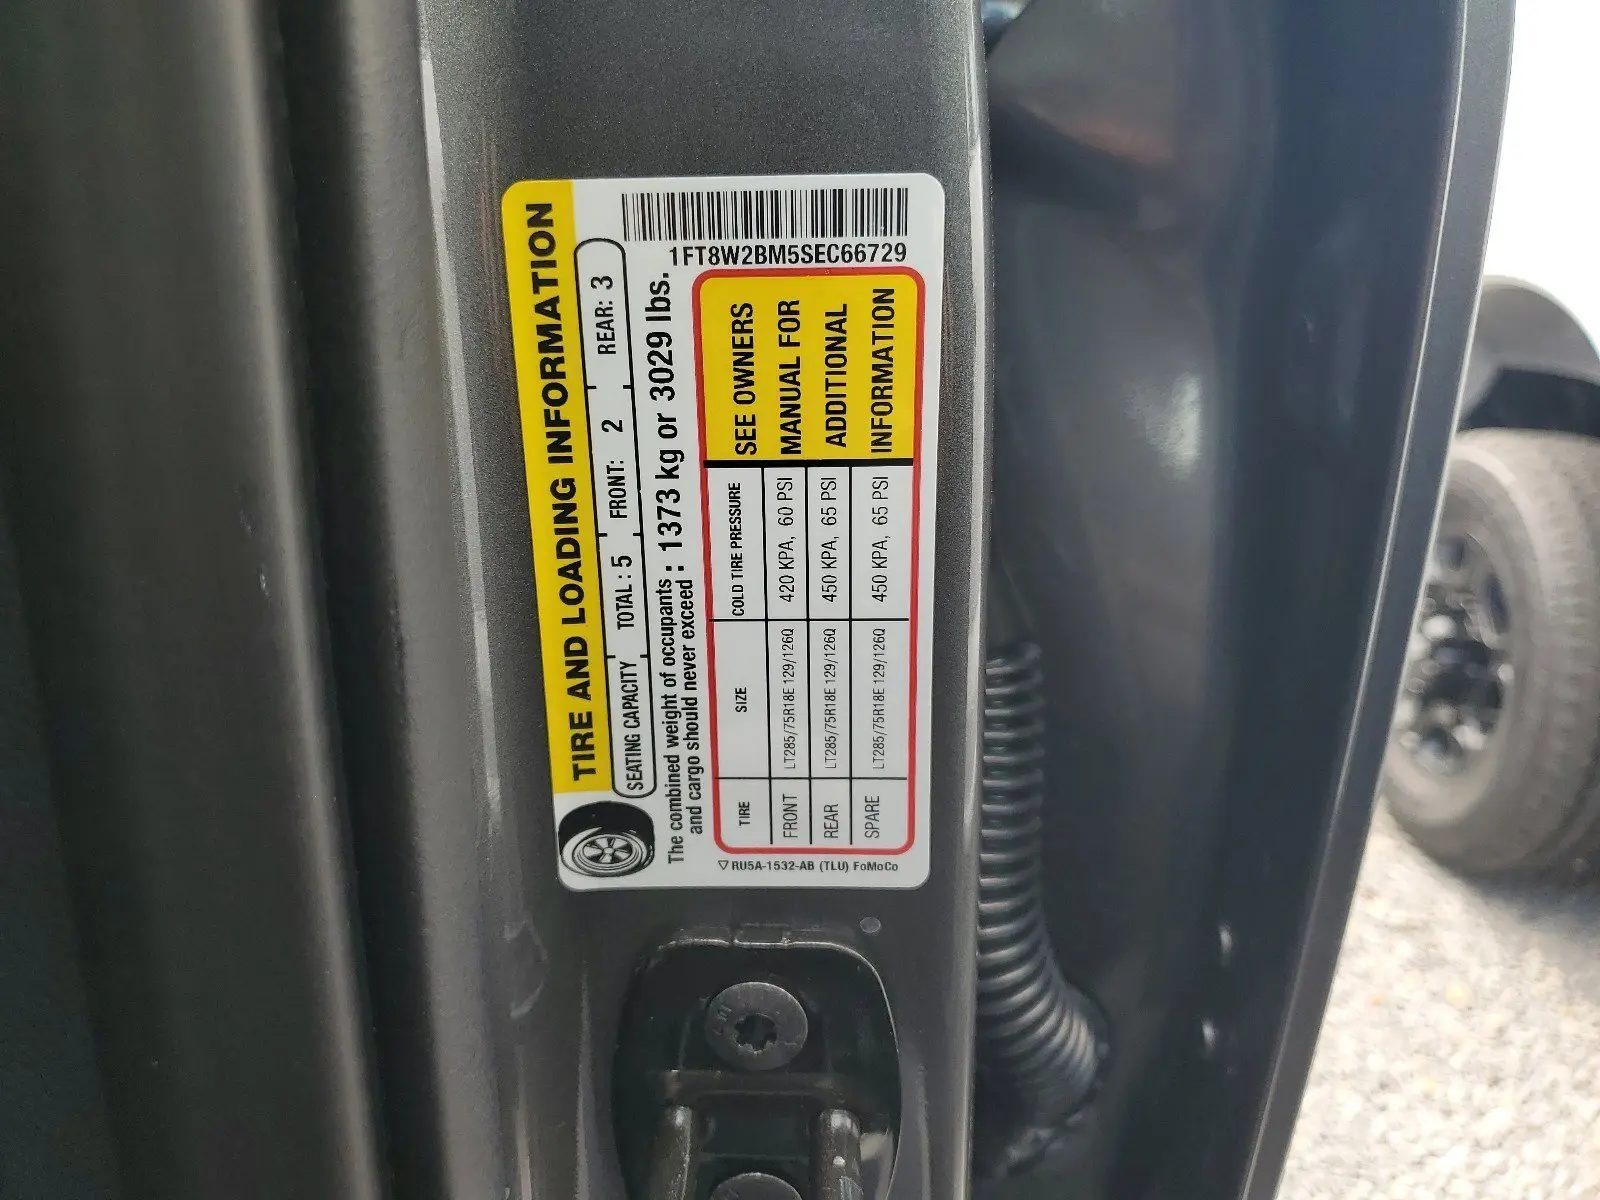 TIRE AND LOADING INFORMATION
SEATING CAPACITY TOTAL : 5 FRONT: 2 REAR: 3
The combined weight of occupants
and cargo should never exceed : 1373 kg or 3029 lbs.
1FT8W2BM5SEC66729
TIRE SIZE COLD TIRE PRESSURE
FRONT LT285/75R18E 129/126Q 420 KPA, 60 PSI
REAR LT285/75R18E 129/126Q 450 KPA, 65 PSI
SPARE LT285/75R18E 129/126Q 450 KPA, 65 PSI
SEE OWNERS
MANUAL FOR
ADDITIONAL
INFORMATION
RU5A-1532-AB (TLU) FoMoCo